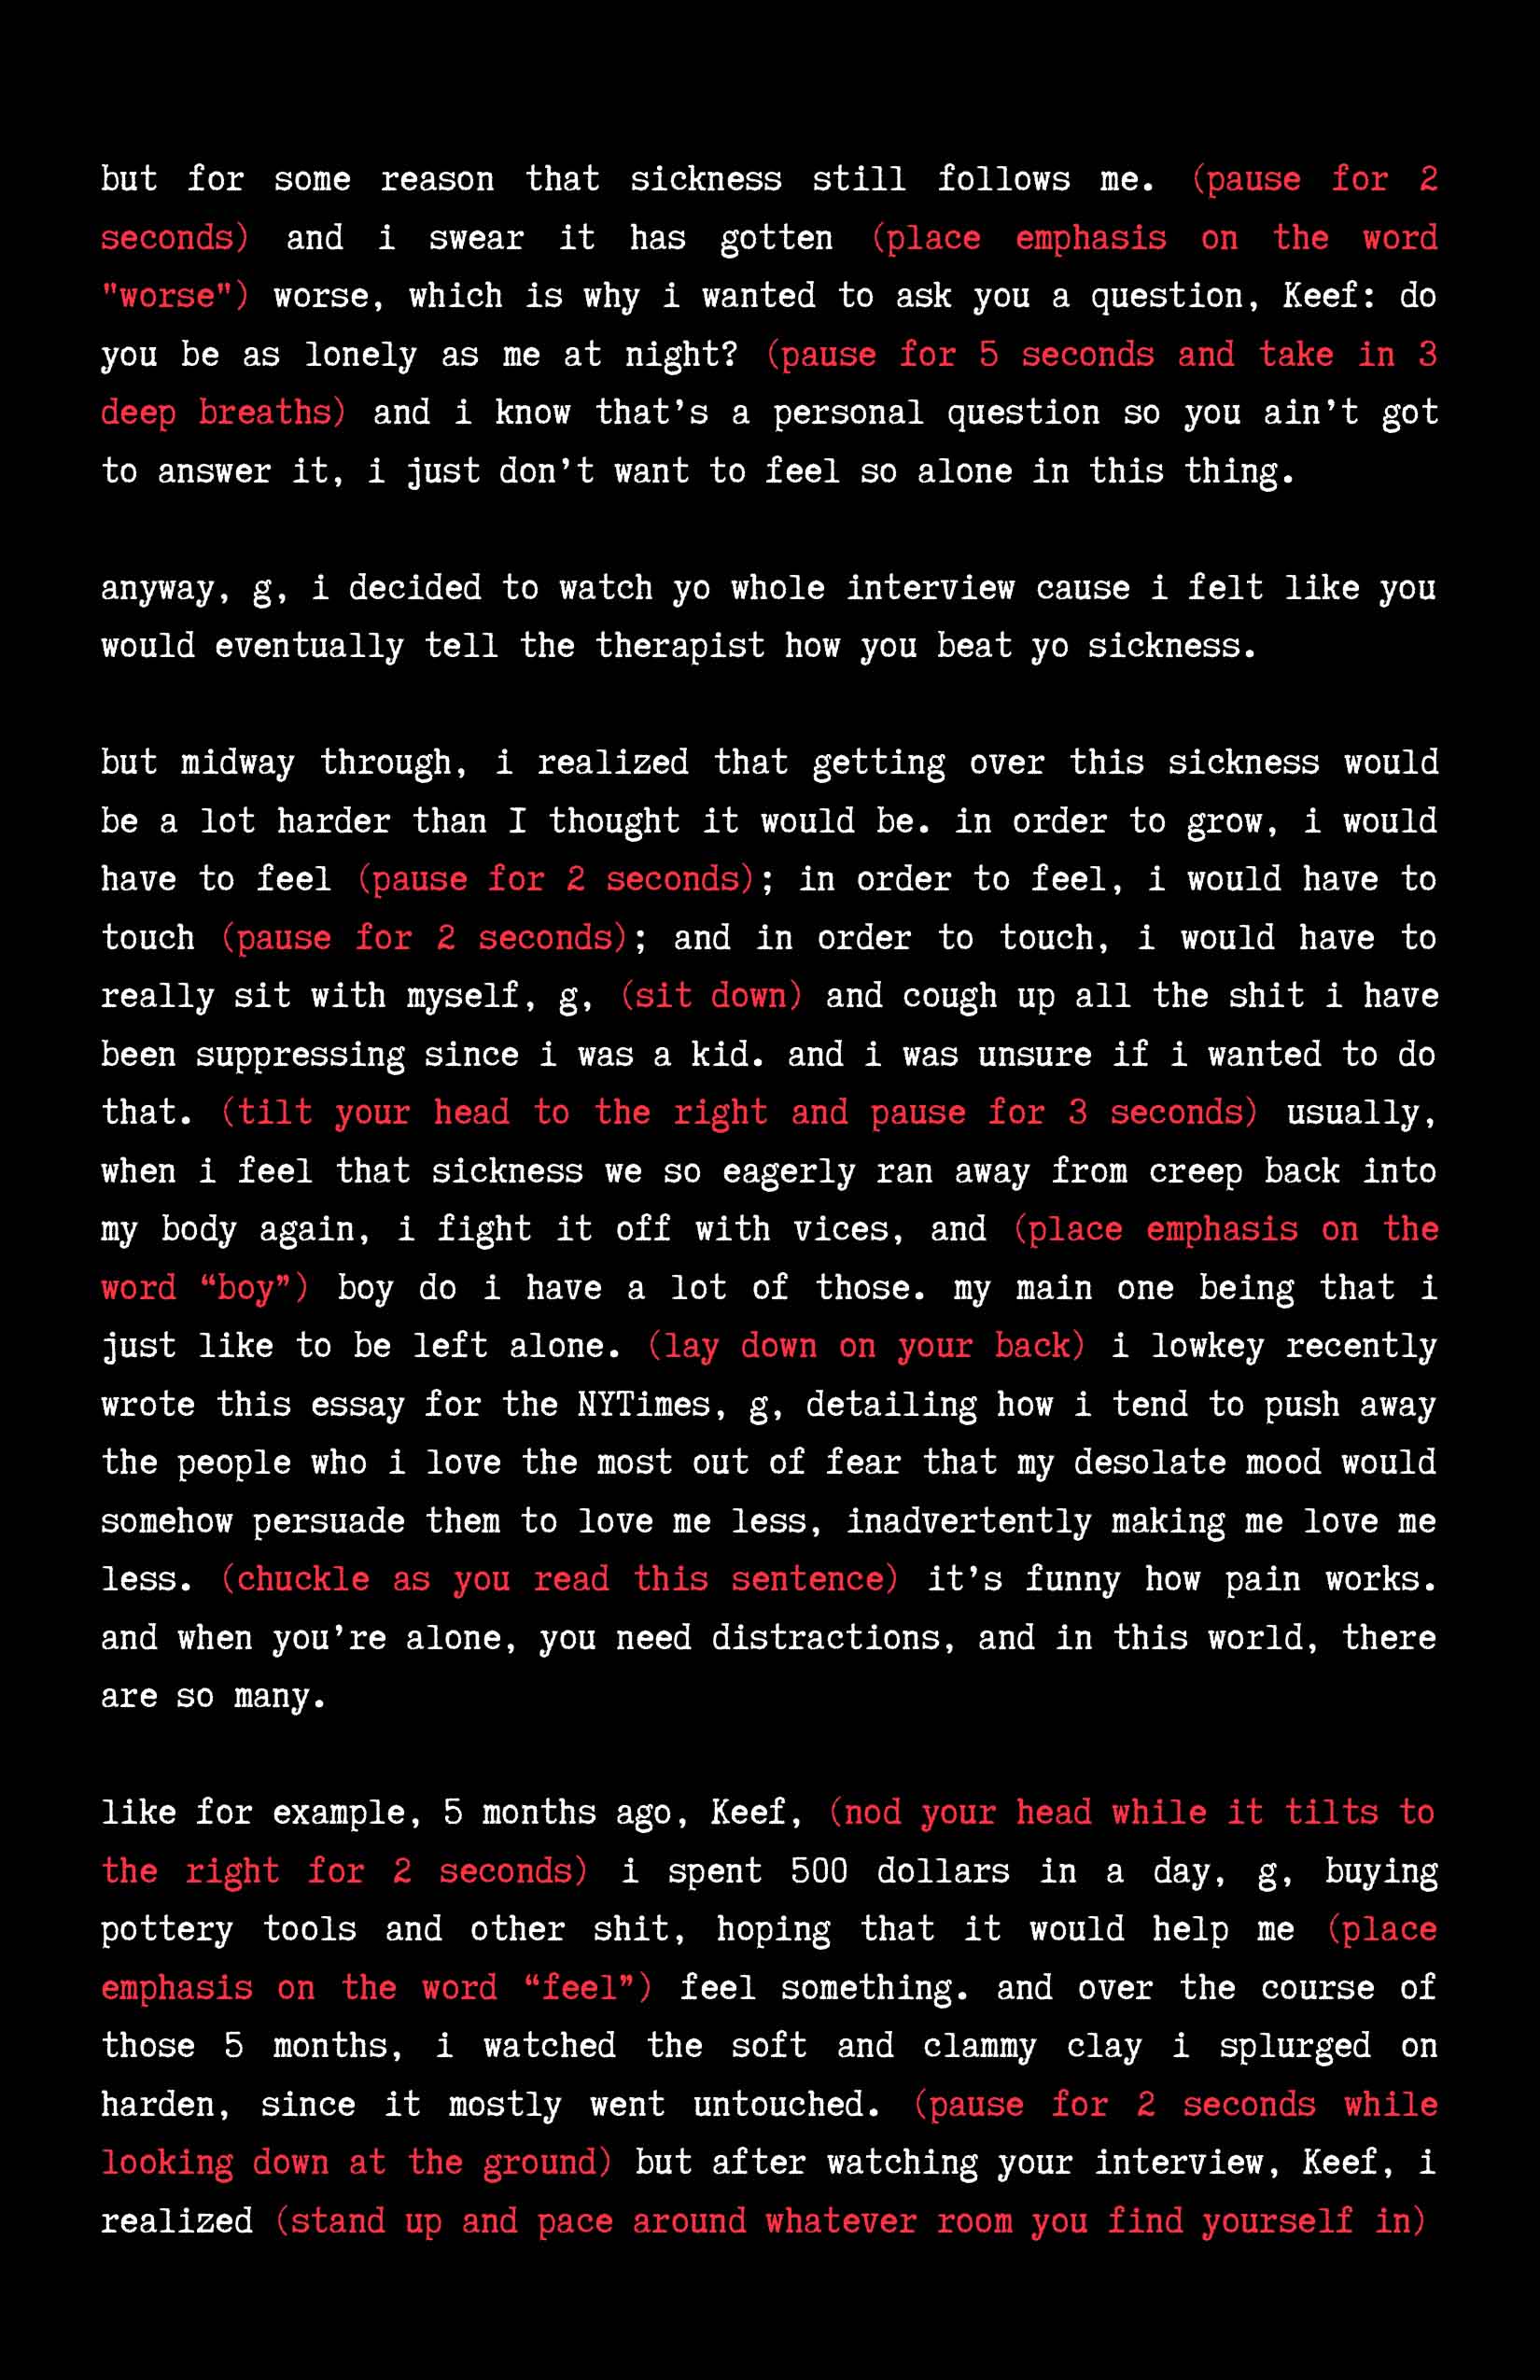 but for some reason that sickness still follows me. (pause for 2
seconds) and i swear it has gotten (place emphasis on the word
"worse") worse, which is why i wanted to ask you a question, Keef: do
you be as lonely as me at night? (pause for 5 seconds and take in 3
deep breaths) and i know that’s a personal question so you ain’t got
to answer it, i just don’t want to feel so alone in this thing.
anyway, g, i decided to watch yo whole interview cause i felt like you
would eventually tell the therapist how you beat yo sickness.
but midway through, i realized that getting over this sickness would
be a lot harder than I thought it would be. in order to grow, i would
have to feel (pause for 2 seconds); in order to feel, i would have to
touch (pause for 2 seconds); and in order to touch, i would have to
really sit with myself, g, (sit down) and cough up all the shit i have
been suppressing since i was a kid. and i was unsure if i wanted to do
that. (tilt your head to the right and pause for 3 seconds) usually,
when i feel that sickness we so eagerly ran away from creep back into
my body again, i fight it off with vices, and (place emphasis on the
word “boy”) boy do i have a lot of those. my main one being that i
just like to be left alone. (lay down on your back) i lowkey recently
wrote this essay for the NYTimes, g, detailing how i tend to push away
the people who i love the most out of fear that my desolate mood would
somehow persuade them to love me less, inadvertently making me love me
less. (chuckle as you read this sentence) it’s funny how pain works.
and when you’re alone, you need distractions, and in this world, there
are so many.
like for example, 5 months ago, Keef, (nod your head while it tilts to
the right for 2 seconds) i spent 500 dollars in a day, g, buying
pottery tools and other shit, hoping that it would help me (place
emphasis on the word “feel”) feel something. and over the course of
those 5 months, i watched the soft and clammy clay i splurged on
harden, since it mostly went untouched. (pause for 2 seconds while
looking down at the ground) but after watching your interview, Keef, i
realized (stand up and pace around whatever room you find yourself in)